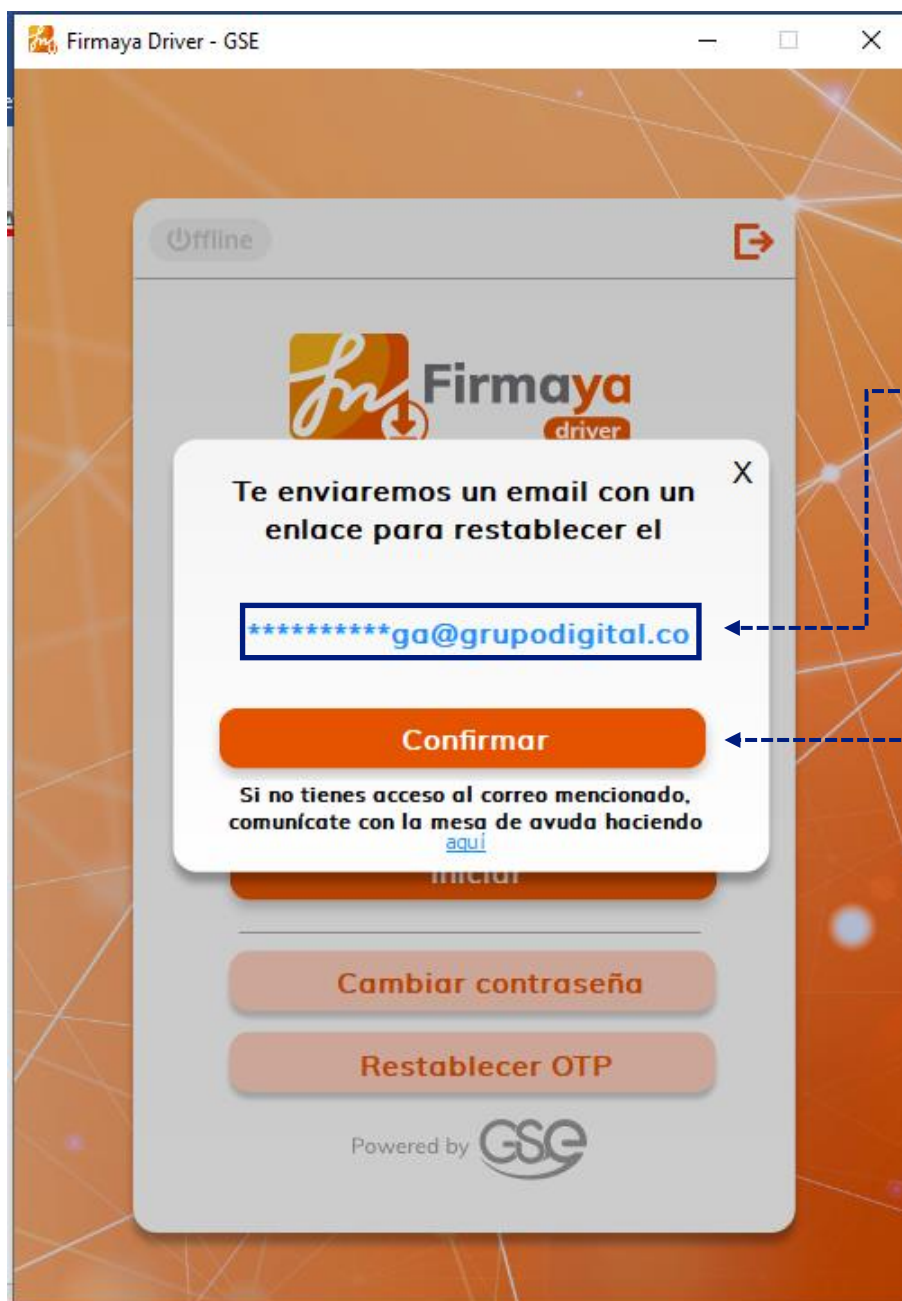 Firmaya Driver - GSE
Offline
Firmaya
driver
X
Te enviaremos un email con un
enlace para restablecer el
**********ga@grupodigital.co
Confirmar
Si no tienes acceso al correo mencionado,
comunícate con la mesa de ayuda haciendo
aquí
Iniciar
Cambiar contraseña
Restablecer OTP
Powered by GSE